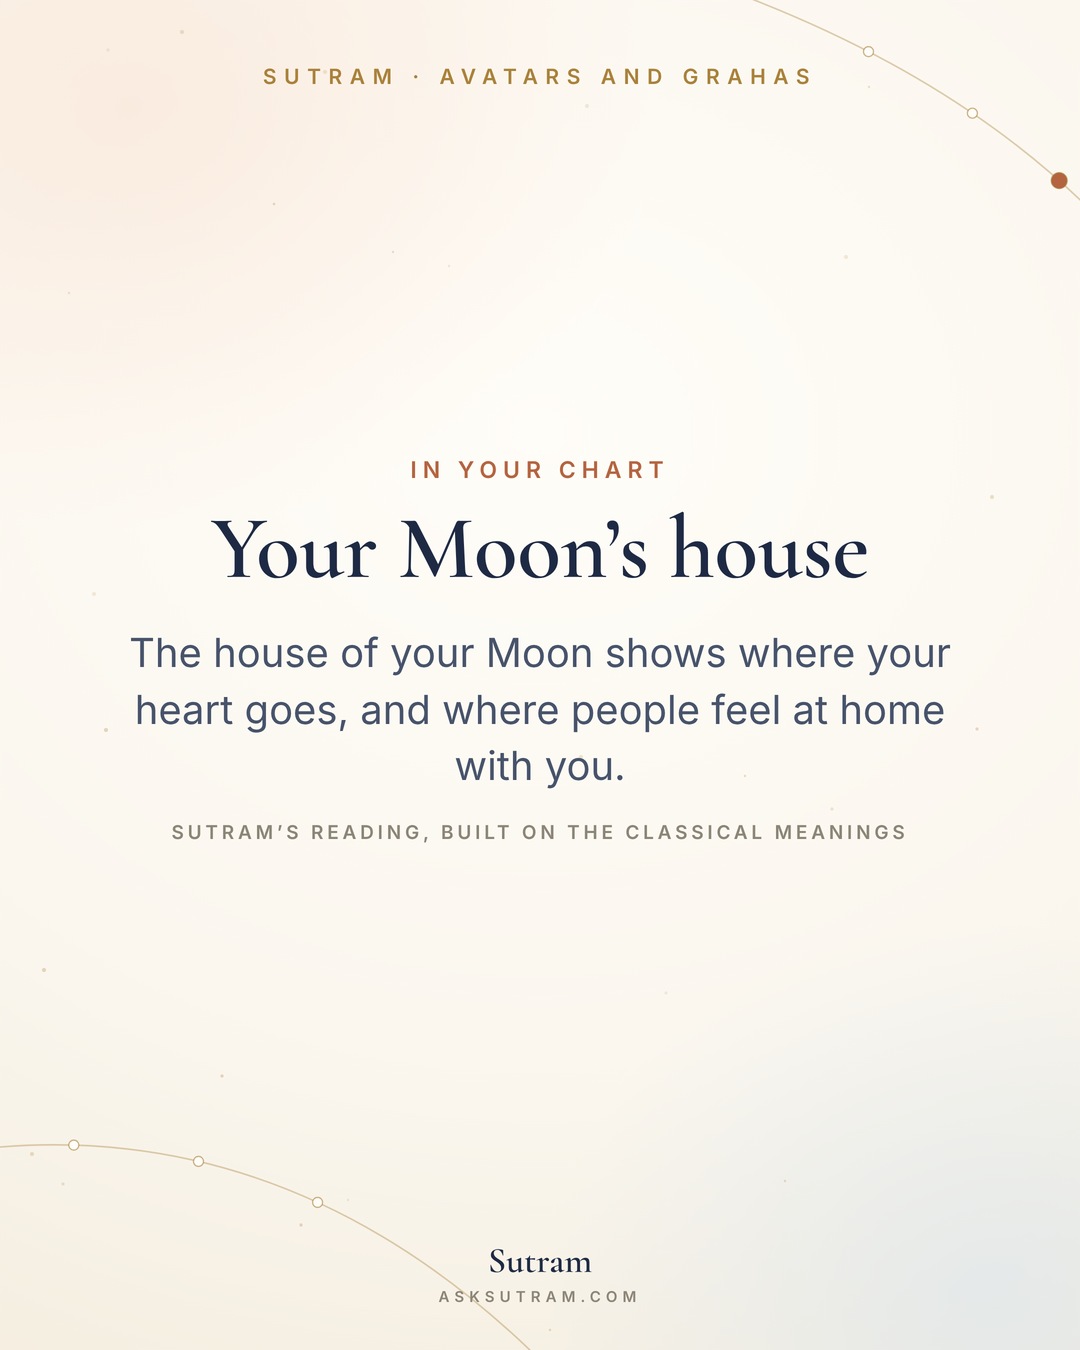 SUTRAM · AVATARS AND GRAHAS
IN YOUR CHART
Your Moon’s house
The house of your Moon shows where your
heart goes, and where people feel at home
with you.
SUTRAM’S READING, BUILT ON THE CLASSICAL MEANINGS
Sutram
ASKSUTRAM.COM